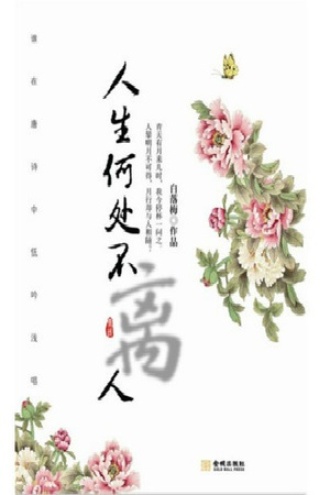 谁在唐诗中低吟浅唱
人生何处不离人
青天有月来几时,我今停杯一问之。
人攀明月不可得,月行却与人相随?
白落梅◎作品
金城出版社
GOLD WALL PRESS